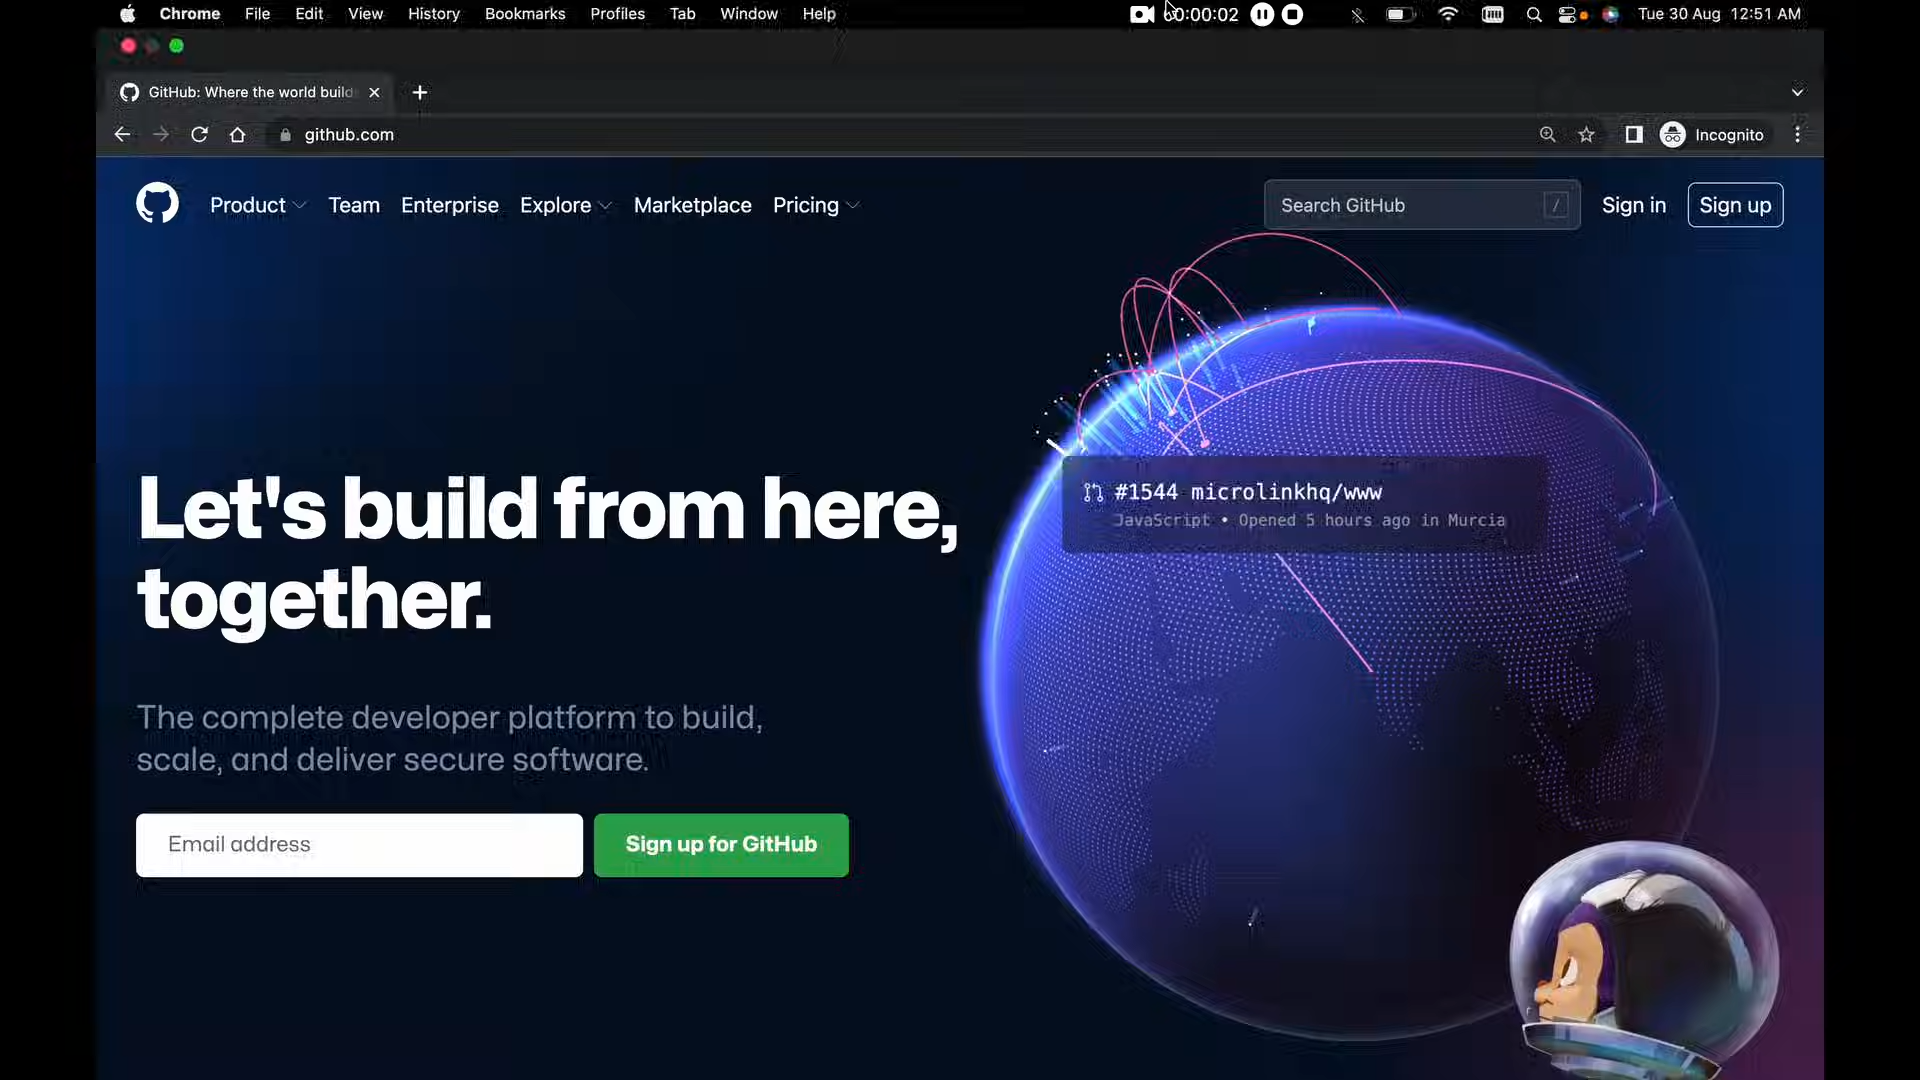 Chrome File Edit View History Bookmarks Profiles Tab Window Help 00:00:02 Tue 30 Aug 12:51 AM
GitHub: Where the world builds
github.com Incognito
Product Team Enterprise Explore Marketplace Pricing Search GitHub / Sign in Sign up
#1544 microlinkhq/www
JavaScript • Opened 5 hours ago in Murcia
Let's build from here,
together.
The complete developer platform to build,
scale, and deliver secure software.
Email address Sign up for GitHub